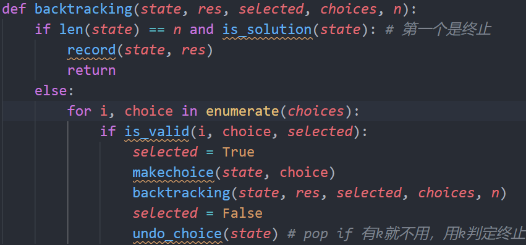 def backtracking(state, res, selected, choices, n):
    if len(state) == n and is_solution(state): # 第一个是终止
        record(state, res)
        return
    else:
        for i, choice in enumerate(choices):
            if is_valid(i, choice, selected):
                selected = True
                makechoice(state, choice)
                backtracking(state, res, selected, choices, n)
                selected = False
                undo_choice(state) # pop if 有k就不用，用k判定终止